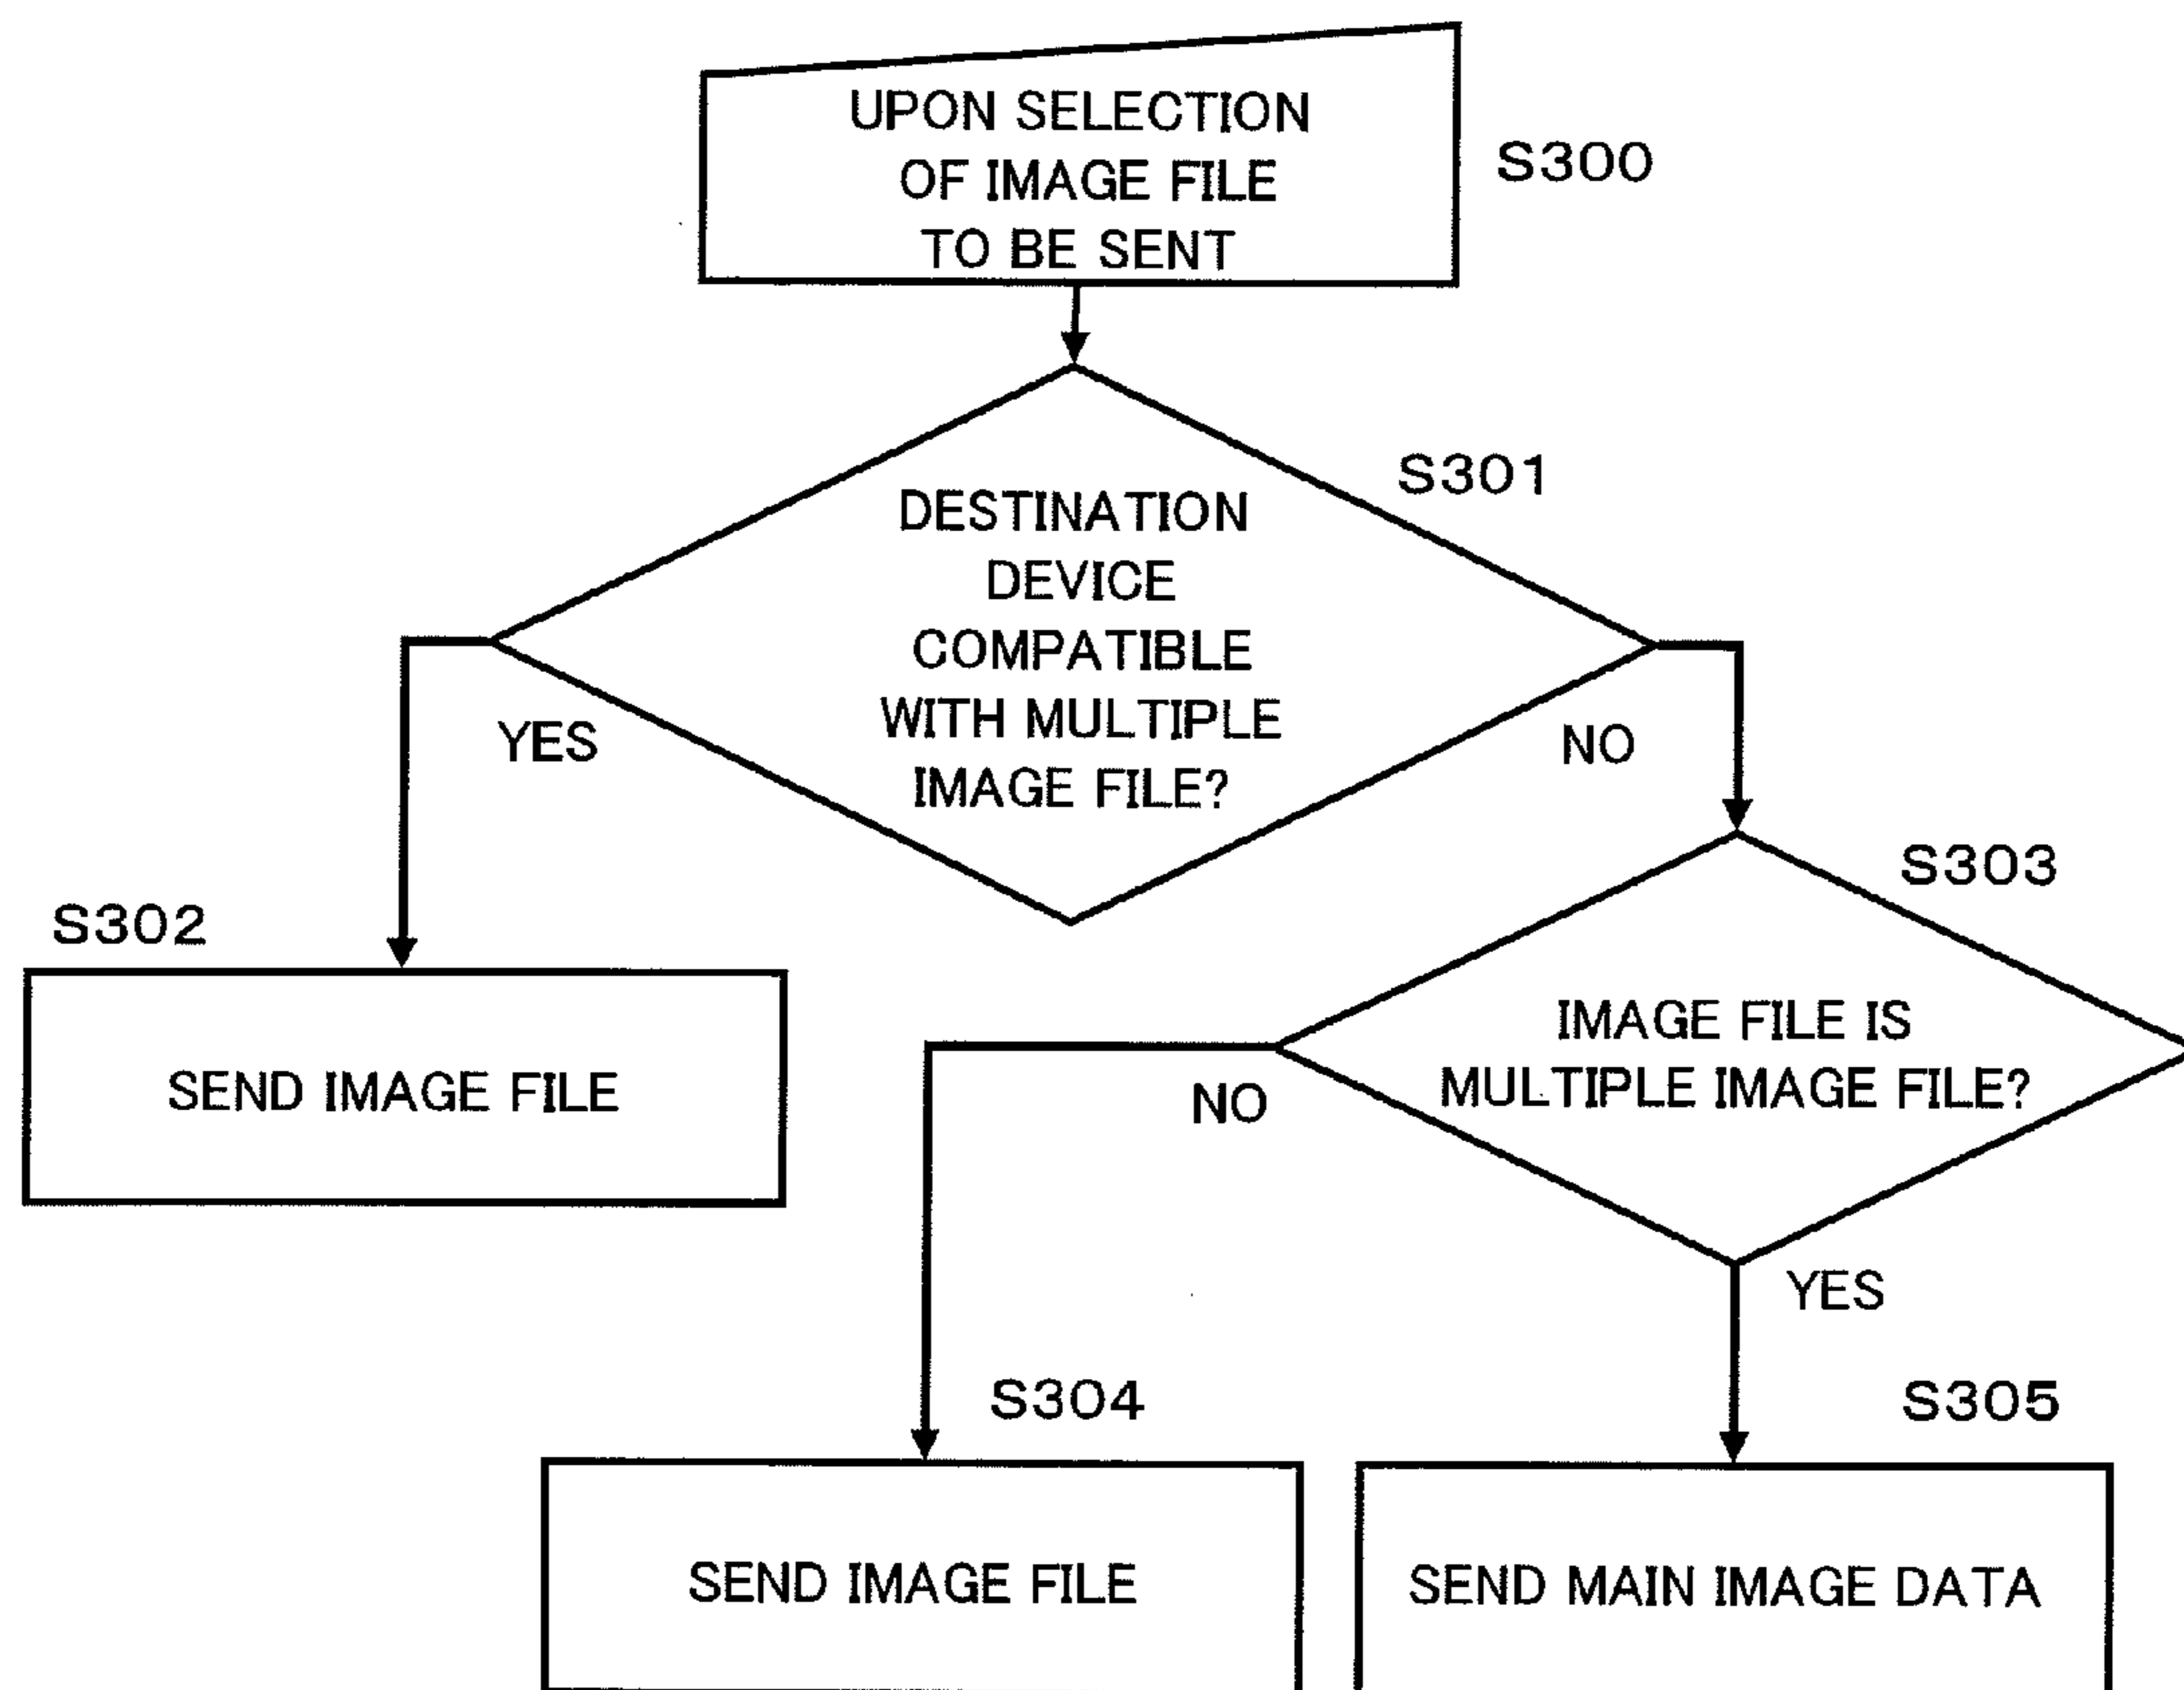 UPON SELECTION
OF IMAGE FILE
TO BE SENT
S300
S301
DESTINATION
DEVICE
COMPATIBLE
WITH MULTIPLE
IMAGE FILE?
YES
NO
S302
SEND IMAGE FILE
S303
IMAGE FILE IS
MULTIPLE IMAGE FILE?
NO
YES
S304
SEND IMAGE FILE
S305
SEND MAIN IMAGE DATA